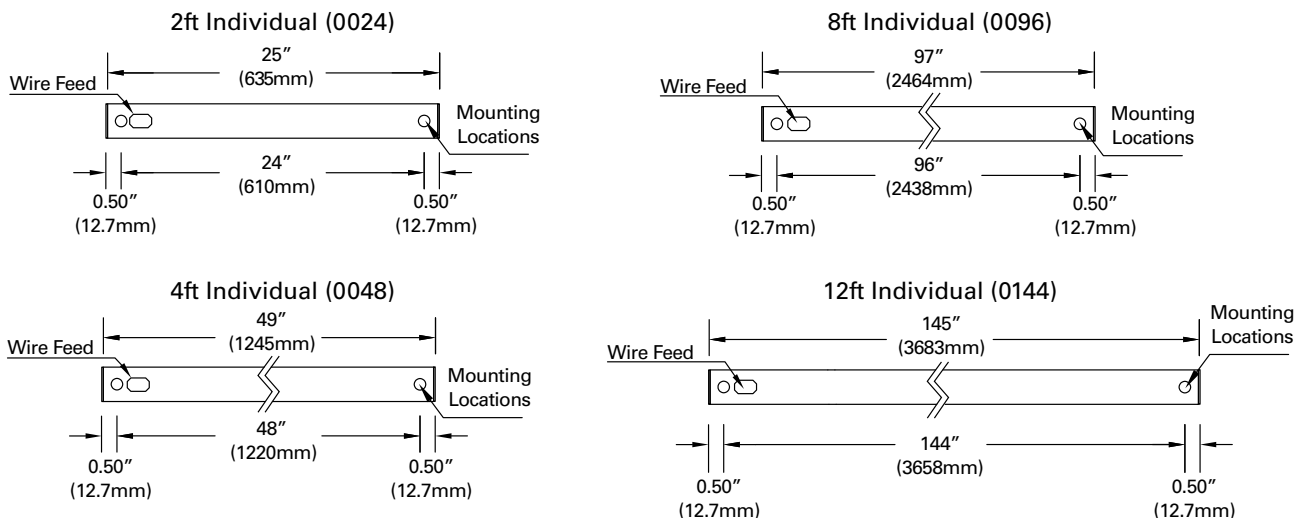 2ft Individual (0024)
25"
(635mm)
Wire Feed
Mounting
Locations
24"
(610mm)
0.50"
(12.7mm)
0.50"
(12.7mm)
8ft Individual (0096)
97"
(2464mm)
Wire Feed
Mounting
Locations
96"
(2438mm)
0.50"
(12.7mm)
0.50"
(12.7mm)
4ft Individual (0048)
49"
(1245mm)
Wire Feed
Mounting
Locations
48"
(1220mm)
0.50"
(12.7mm)
0.50"
(12.7mm)
12ft Individual (0144)
145"
(3683mm)
Mounting
Locations
Wire Feed
144"
(3658mm)
0.50"
(12.7mm)
0.50"
(12.7mm)